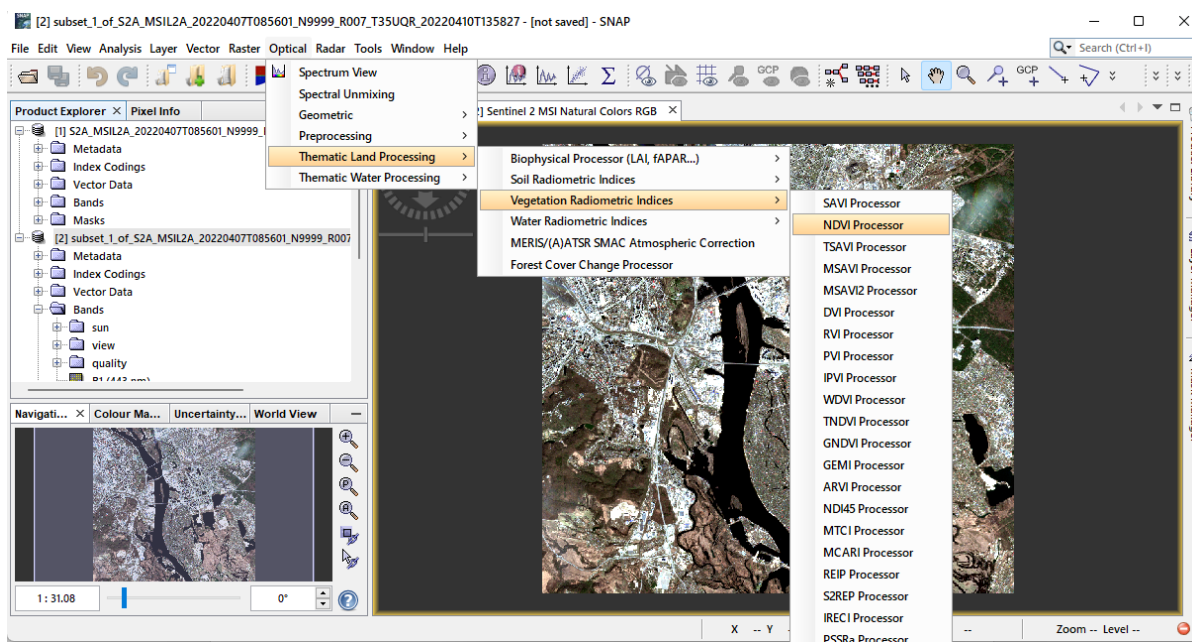 [2] subset_1_of_S2A_MSIL2A_20220407T085601_N9999_R007_T35UQR_20220410T135827 - [not saved] - SNAP
File Edit View Analysis Layer Vector Raster Optical Radar Tools Window Help
Search (Ctrl+I)
GCP
GCP
Spectrum View
Spectral Unmixing
Geometric
Preprocessing
Thematic Land Processing
Thematic Water Processing
Product Explorer Pixel Info
[1] S2A_MSIL2A_20220407T085601_N9999_
Metadata
Index Codings
Vector Data
Bands
Masks
[2] subset_1_of_S2A_MSIL2A_20220407T085601_N9999_R007
Metadata
Index Codings
Vector Data
Bands
sun
view
quality
B1 (443 nm)
] Sentinel 2 MSI Natural Colors RGB
Biophysical Processor (LAI, fAPAR...)
Soil Radiometric Indices
Vegetation Radiometric Indices
Water Radiometric Indices
MERIS/(A)ATSR SMAC Atmospheric Correction
Forest Cover Change Processor
SAVI Processor
NDVI Processor
TSAVI Processor
MSAVI Processor
MSAVI2 Processor
DVI Processor
RVI Processor
PVI Processor
IPVI Processor
WDVI Processor
TNDVI Processor
GNDVI Processor
GEMI Processor
ARVI Processor
NDI45 Processor
MTCI Processor
MCARI Processor
REIP Processor
S2REP Processor
IRECI Processor
PSSRa Processor
Navigati... Colour Ma... Uncertainty... World View
1 : 31.08
0°
X -- Y
--
Zoom -- Level --